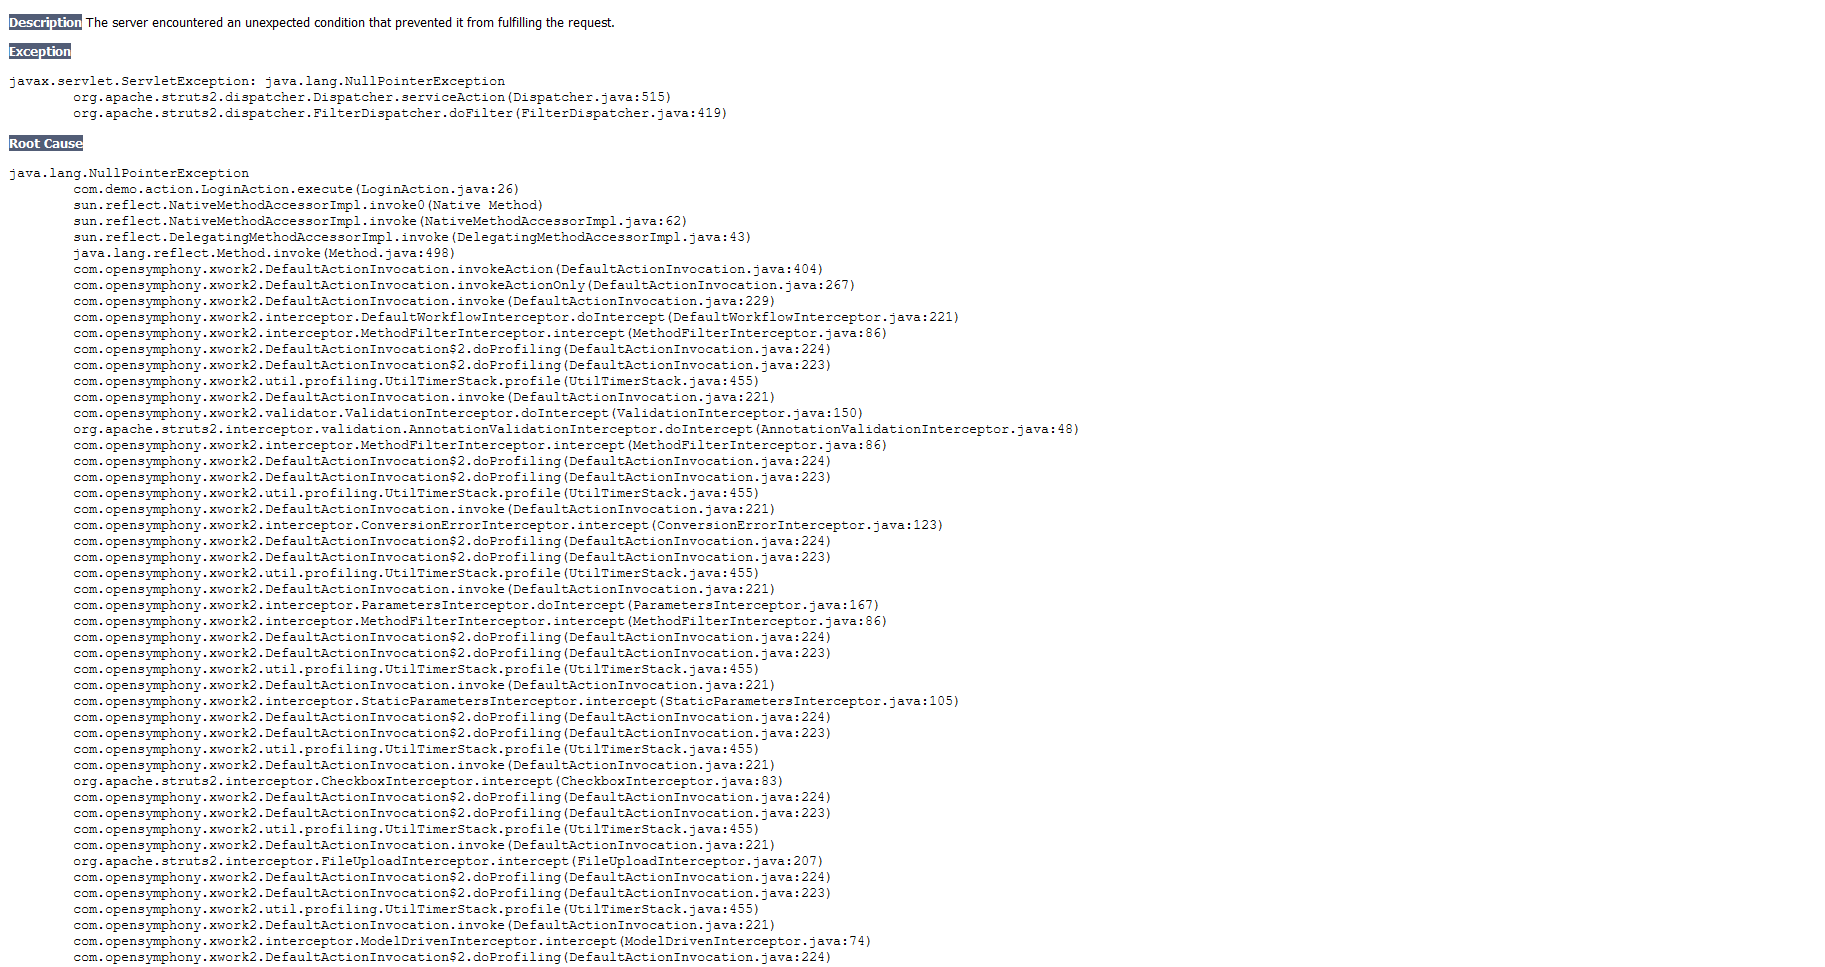 Description The server encountered an unexpected condition that prevented it from fulfilling the request.
Exception
javax.servlet.ServletException: java.lang.NullPointerException
org.apache.struts2.dispatcher.Dispatcher.serviceAction(Dispatcher.java:515)
org.apache.struts2.dispatcher.FilterDispatcher.doFilter(FilterDispatcher.java:419)
Root Cause
java.lang.NullPointerException
com.demo.action.LoginAction.execute(LoginAction.java:26)
sun.reflect.NativeMethodAccessorImpl.invoke0(Native Method)
sun.reflect.NativeMethodAccessorImpl.invoke(NativeMethodAccessorImpl.java:62)
sun.reflect.DelegatingMethodAccessorImpl.invoke(DelegatingMethodAccessorImpl.java:43)
java.lang.reflect.Method.invoke(Method.java:498)
com.opensymphony.xwork2.DefaultActionInvocation.invokeAction(DefaultActionInvocation.java:404)
com.opensymphony.xwork2.DefaultActionInvocation.invokeActionOnly(DefaultActionInvocation.java:267)
com.opensymphony.xwork2.DefaultActionInvocation.invoke(DefaultActionInvocation.java:229)
com.opensymphony.xwork2.interceptor.DefaultWorkflowInterceptor.doIntercept(DefaultWorkflowInterceptor.java:221)
com.opensymphony.xwork2.interceptor.MethodFilterInterceptor.intercept(MethodFilterInterceptor.java:86)
com.opensymphony.xwork2.DefaultActionInvocation$2.doProfiling(DefaultActionInvocation.java:224)
com.opensymphony.xwork2.DefaultActionInvocation$2.doProfiling(DefaultActionInvocation.java:223)
com.opensymphony.xwork2.util.profiling.UtilTimerStack.profile(UtilTimerStack.java:455)
com.opensymphony.xwork2.DefaultActionInvocation.invoke(DefaultActionInvocation.java:221)
com.opensymphony.xwork2.validator.ValidationInterceptor.doIntercept(ValidationInterceptor.java:150)
org.apache.struts2.interceptor.validation.AnnotationValidationInterceptor.doIntercept(AnnotationValidationInterceptor.java:48)
com.opensymphony.xwork2.interceptor.MethodFilterInterceptor.intercept(MethodFilterInterceptor.java:86)
com.opensymphony.xwork2.DefaultActionInvocation$2.doProfiling(DefaultActionInvocation.java:224)
com.opensymphony.xwork2.DefaultActionInvocation$2.doProfiling(DefaultActionInvocation.java:223)
com.opensymphony.xwork2.util.profiling.UtilTimerStack.profile(UtilTimerStack.java:455)
com.opensymphony.xwork2.DefaultActionInvocation.invoke(DefaultActionInvocation.java:221)
com.opensymphony.xwork2.interceptor.ConversionErrorInterceptor.intercept(ConversionErrorInterceptor.java:123)
com.opensymphony.xwork2.DefaultActionInvocation$2.doProfiling(DefaultActionInvocation.java:224)
com.opensymphony.xwork2.DefaultActionInvocation$2.doProfiling(DefaultActionInvocation.java:223)
com.opensymphony.xwork2.util.profiling.UtilTimerStack.profile(UtilTimerStack.java:455)
com.opensymphony.xwork2.DefaultActionInvocation.invoke(DefaultActionInvocation.java:221)
com.opensymphony.xwork2.interceptor.ParametersInterceptor.doIntercept(ParametersInterceptor.java:167)
com.opensymphony.xwork2.interceptor.MethodFilterInterceptor.intercept(MethodFilterInterceptor.java:86)
com.opensymphony.xwork2.DefaultActionInvocation$2.doProfiling(DefaultActionInvocation.java:224)
com.opensymphony.xwork2.DefaultActionInvocation$2.doProfiling(DefaultActionInvocation.java:223)
com.opensymphony.xwork2.util.profiling.UtilTimerStack.profile(UtilTimerStack.java:455)
com.opensymphony.xwork2.DefaultActionInvocation.invoke(DefaultActionInvocation.java:221)
com.opensymphony.xwork2.interceptor.StaticParametersInterceptor.intercept(StaticParametersInterceptor.java:105)
com.opensymphony.xwork2.DefaultActionInvocation$2.doProfiling(DefaultActionInvocation.java:224)
com.opensymphony.xwork2.DefaultActionInvocation$2.doProfiling(DefaultActionInvocation.java:223)
com.opensymphony.xwork2.util.profiling.UtilTimerStack.profile(UtilTimerStack.java:455)
com.opensymphony.xwork2.DefaultActionInvocation.invoke(DefaultActionInvocation.java:221)
org.apache.struts2.interceptor.CheckboxInterceptor.intercept(CheckboxInterceptor.java:83)
com.opensymphony.xwork2.DefaultActionInvocation$2.doProfiling(DefaultActionInvocation.java:224)
com.opensymphony.xwork2.DefaultActionInvocation$2.doProfiling(DefaultActionInvocation.java:223)
com.opensymphony.xwork2.util.profiling.UtilTimerStack.profile(UtilTimerStack.java:455)
com.opensymphony.xwork2.DefaultActionInvocation.invoke(DefaultActionInvocation.java:221)
org.apache.struts2.interceptor.FileUploadInterceptor.intercept(FileUploadInterceptor.java:207)
com.opensymphony.xwork2.DefaultActionInvocation$2.doProfiling(DefaultActionInvocation.java:224)
com.opensymphony.xwork2.DefaultActionInvocation$2.doProfiling(DefaultActionInvocation.java:223)
com.opensymphony.xwork2.util.profiling.UtilTimerStack.profile(UtilTimerStack.java:455)
com.opensymphony.xwork2.DefaultActionInvocation.invoke(DefaultActionInvocation.java:221)
com.opensymphony.xwork2.interceptor.ModelDrivenInterceptor.intercept(ModelDrivenInterceptor.java:74)
com.opensymphony.xwork2.DefaultActionInvocation$2.doProfiling(DefaultActionInvocation.java:224)